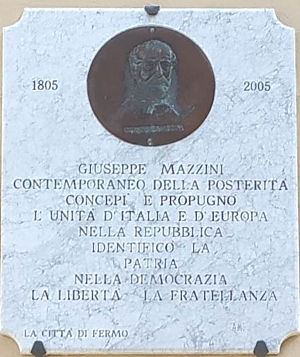 1805 2005
GIUSEPPE MAZZINI
CONTEMPORANEO DELLA POSTERITÀ
CONCEPÌ E PROPUGNÒ
L'UNITÀ D'ITALIA E D'EUROPA
NELLA REPUBBLICA
IDENTIFICÒ LA
PATRIA
NELLA DEMOCRAZIA
LA LIBERTÀ LA FRATELLANZA
LA CITTÀ DI FERMO